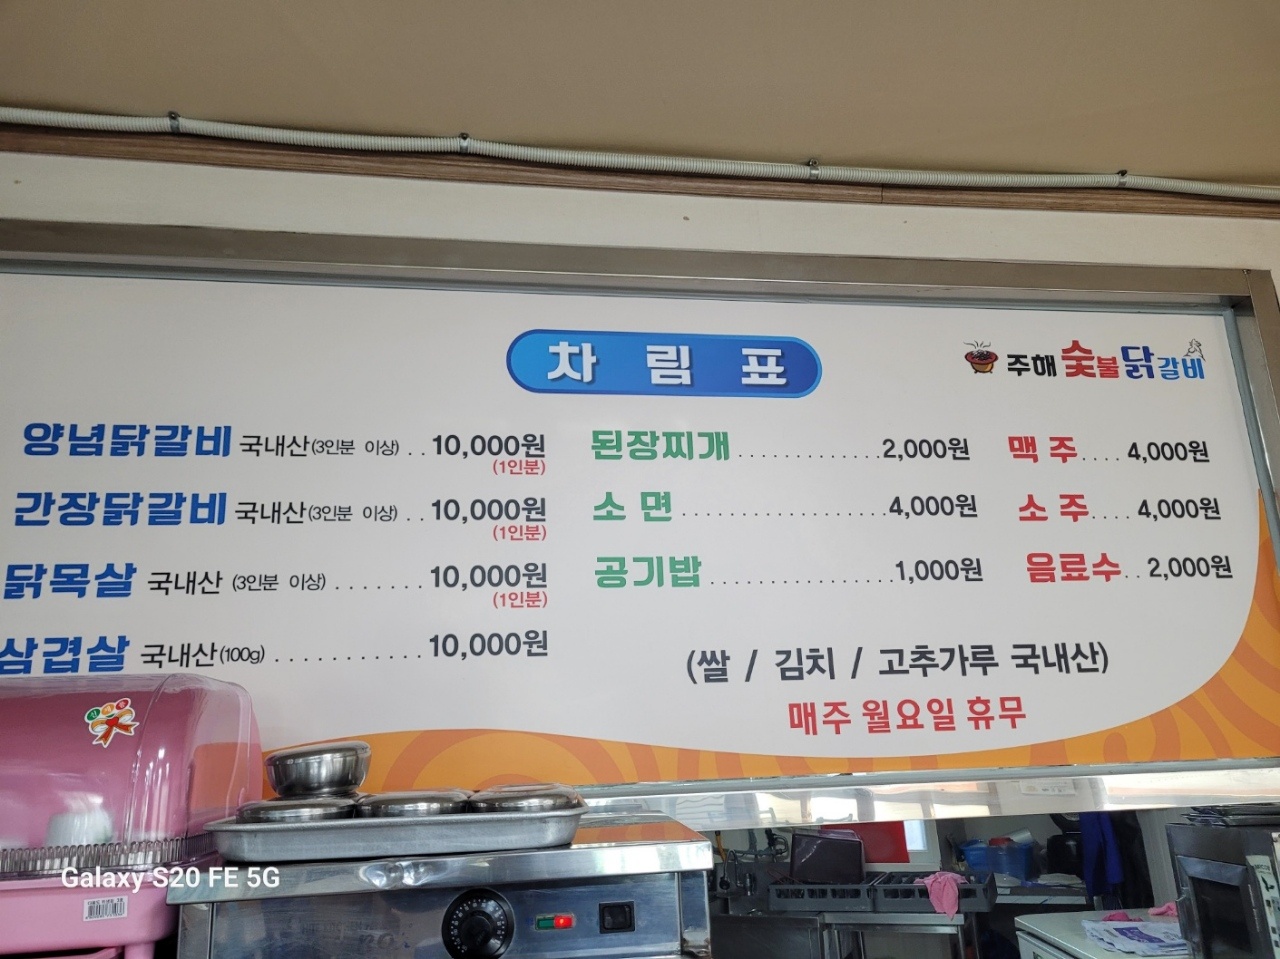 차 림 표
주해 숯불닭갈비
양념닭갈비 국내산(3인분 이상) .. 10,000원
(1인분)
간장닭갈비 국내산(3인분 이상) .. 10,000원
(1인분)
닭목살 국내산 (3인분 이상) ....... 10,000원
(1인분)
삼겹살 국내산(100g) ............ 10,000원
된장찌개 ............ 2,000원
소 면 ................. 4,000원
공기밥 ............... 1,000원
맥 주 .... 4,000원
소 주 .... 4,000원
음료수 .. 2,000원
(쌀 / 김치 / 고추가루 국내산)
매주 월요일 휴무
Galaxy S20 FE 5G